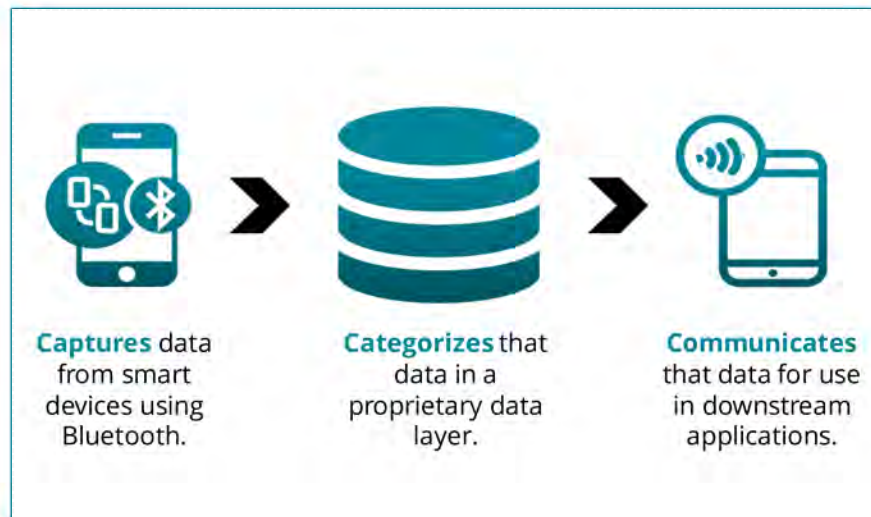 Captures data
from smart
devices using
Bluetooth.
Categorizes that
data in a
proprietary data
layer.
Communicates
that data for use
in downstream
applications.